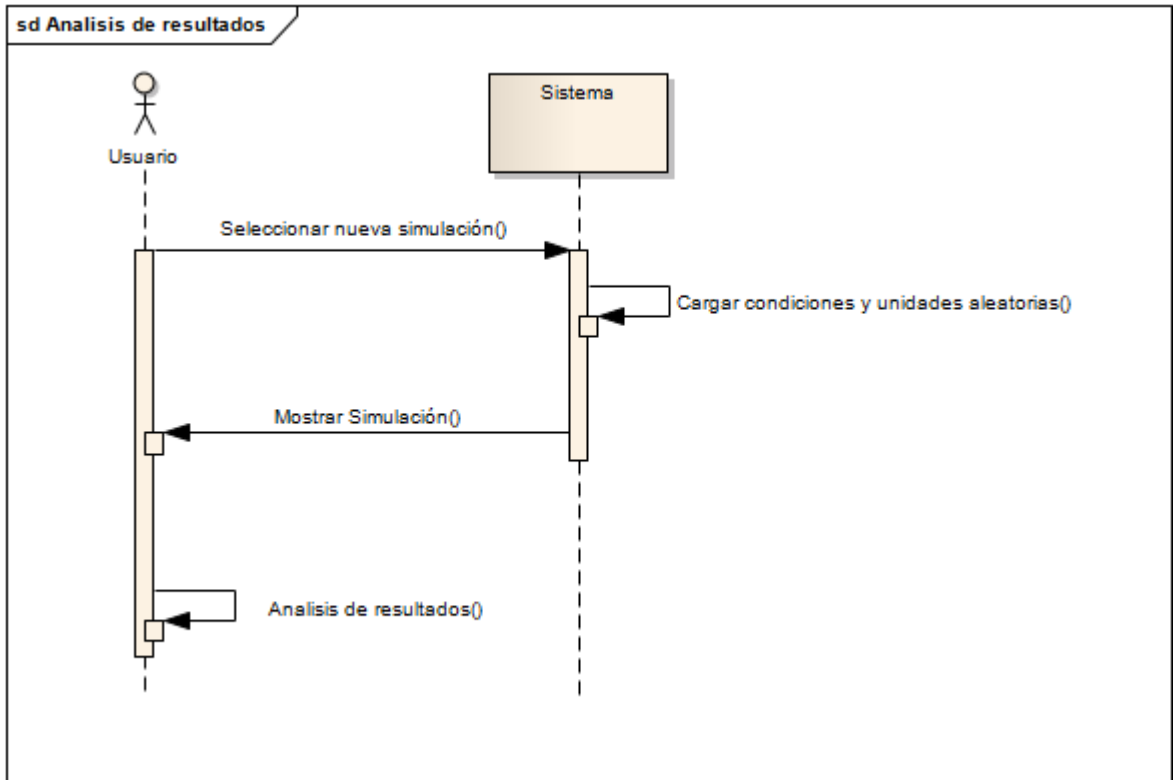 sd Analisis de resultados
Usuario
Sistema
Seleccionar nueva simulación()
Cargar condiciones y unidades aleatorias()
Mostrar Simulación()
Analisis de resultados()